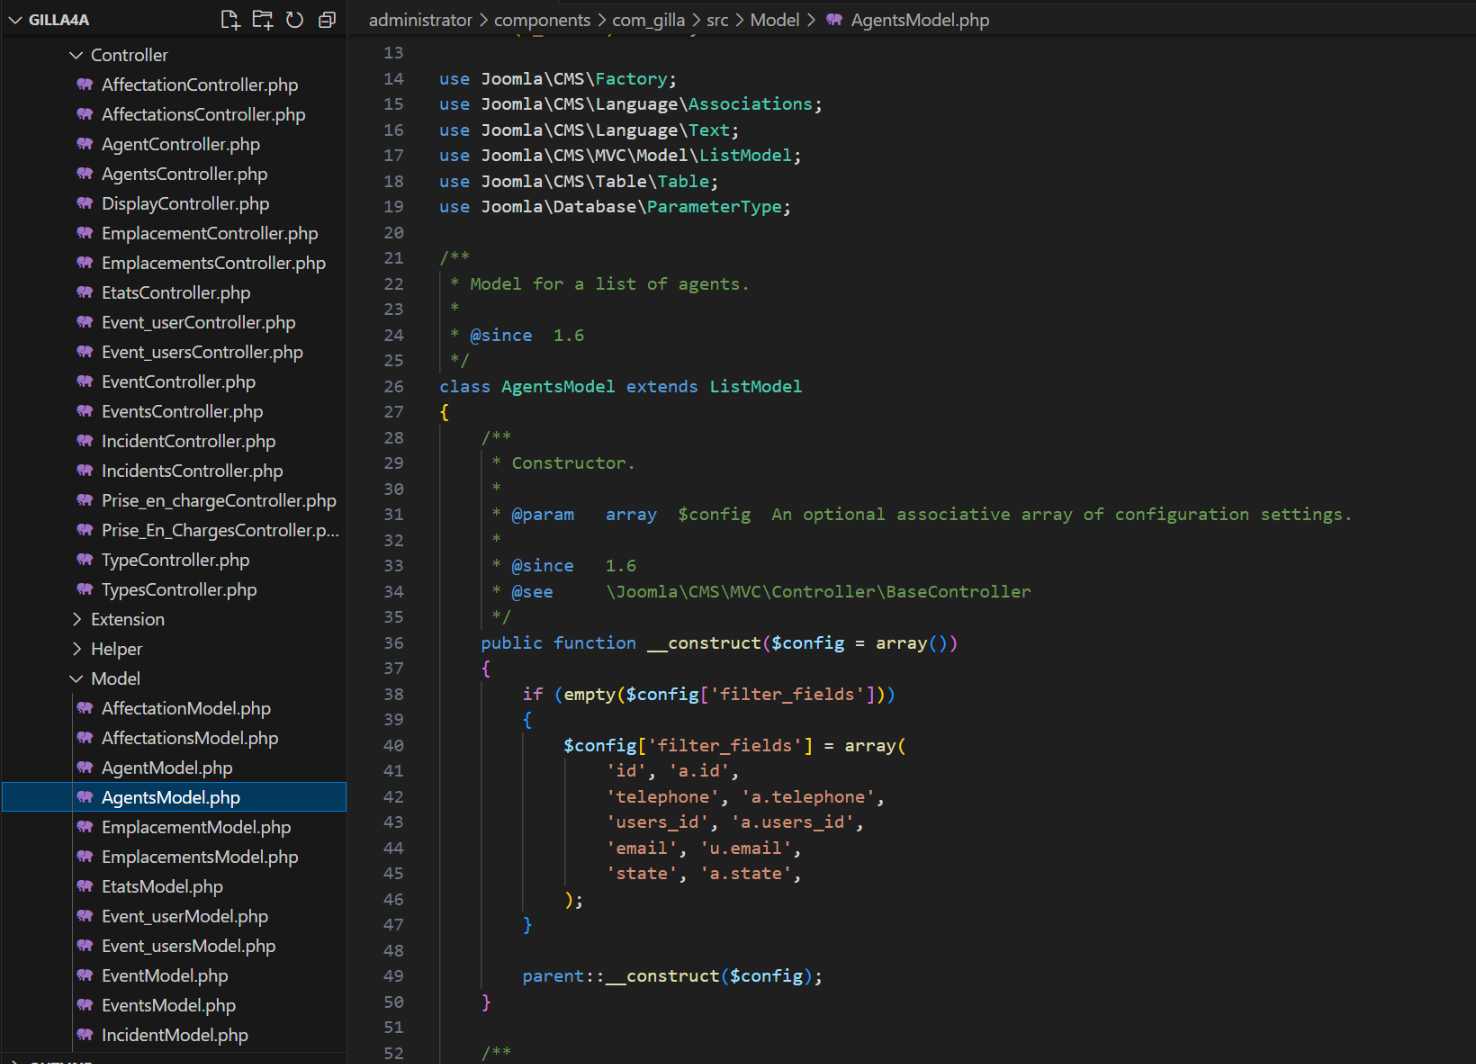 GILLA4A
Controller
AffectationController.php
AffectationsController.php
AgentController.php
AgentsController.php
DisplayController.php
EmplacementController.php
EmplacementsController.php
EtatsController.php
Event_userController.php
Event_usersController.php
EventController.php
EventsController.php
IncidentController.php
IncidentsController.php
Prise_en_chargeController.php
Prise_En_ChargesController.p...
TypeController.php
TypesController.php
Extension
Helper
Model
AffectationModel.php
AffectationsModel.php
AgentModel.php
AgentsModel.php
EmplacementModel.php
EmplacementsModel.php
EtatsModel.php
Event_userModel.php
Event_usersModel.php
EventModel.php
EventsModel.php
IncidentModel.php
administrator > components > com_gilla > src > Model > AgentsModel.php
13
14 use Joomla\CMS\Factory;
15 use Joomla\CMS\Language\Associations;
16 use Joomla\CMS\Language\Text;
17 use Joomla\CMS\MVC\Model\ListModel;
18 use Joomla\CMS\Table\Table;
19 use Joomla\Database\ParameterType;
20
21 /**
22 * Model for a list of agents.
23 *
24 * @since 1.6
25 */
26 class AgentsModel extends ListModel
27 {
28 /**
29 * Constructor.
30 *
31 * @param array $config An optional associative array of configuration settings.
32 *
33 * @since 1.6
34 * @see \Joomla\CMS\MVC\Controller\BaseController
35 */
36 public function __construct($config = array())
37 {
38 if (empty($config['filter_fields']))
39 {
40 $config['filter_fields'] = array(
41 'id', 'a.id',
42 'telephone', 'a.telephone',
43 'users_id', 'a.users_id',
44 'email', 'u.email',
45 'state', 'a.state',
46 );
47 }
48
49 parent::__construct($config);
50 }
51
52 /**